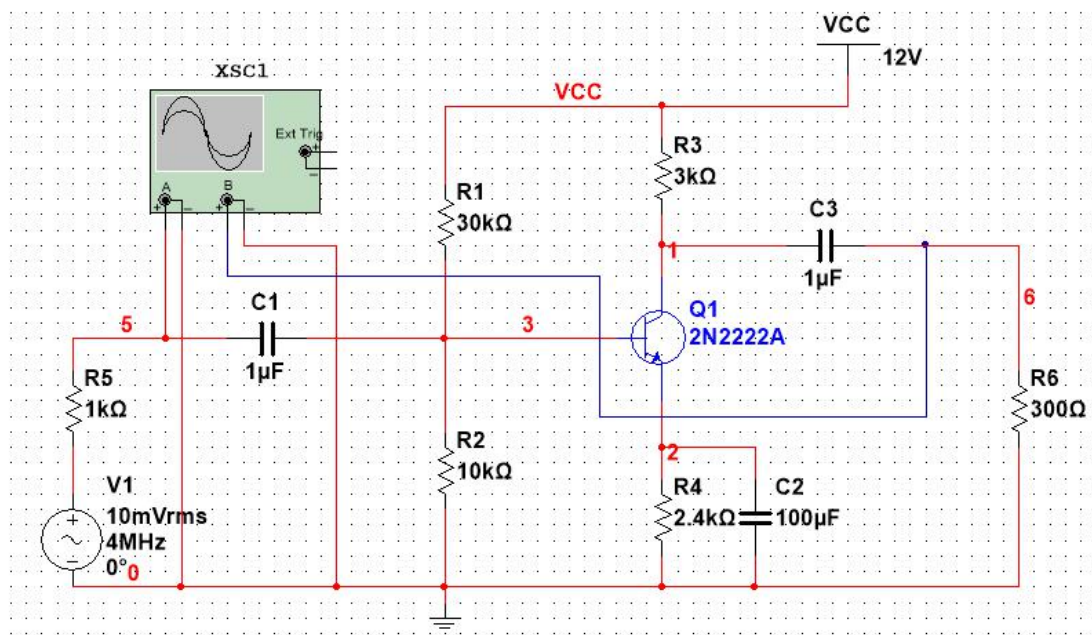 VCC
12V
XSC1
VCC
Ext Trig
+
−
A
B
+
−
+
−
R3
3kΩ
R1
30kΩ
C3
1µF
1
6
C1
1µF
5
3
Q1
2N2222A
R5
1kΩ
R6
300Ω
R2
10kΩ
2
R4
2.4kΩ
C2
100µF
V1
10mVrms
4MHz
0°
0